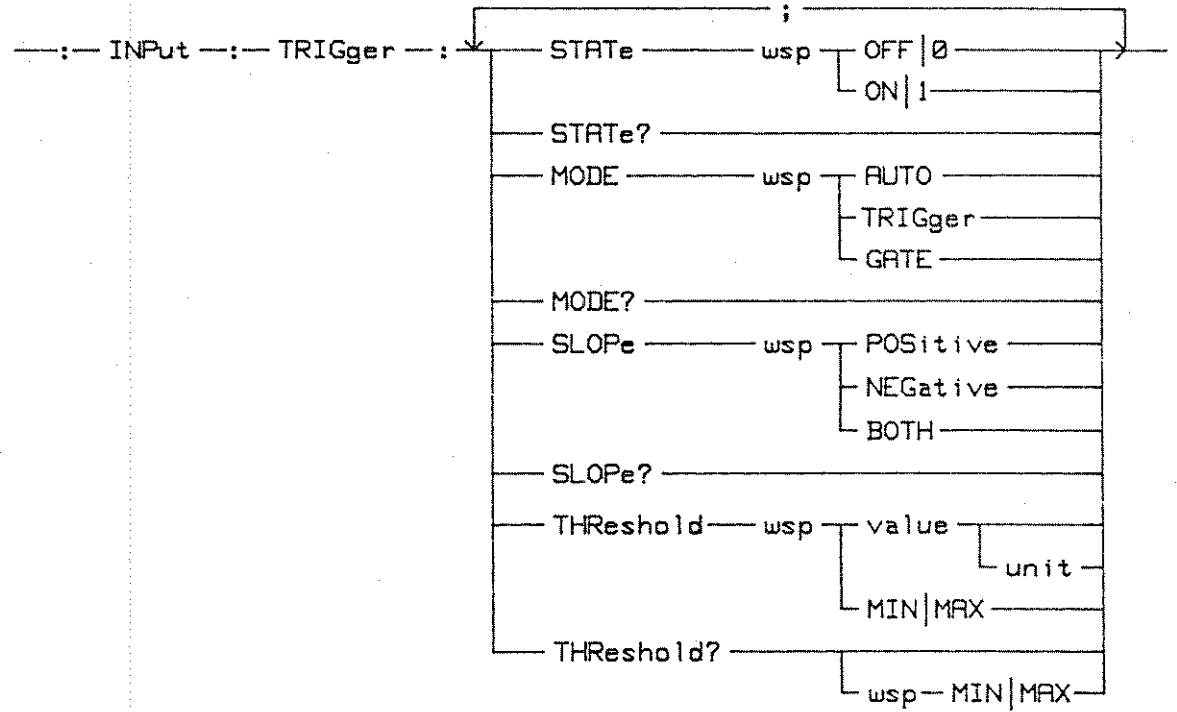 ;
: INPut : TRIGger : STATe wsp OFF|0
ON|1
STATe?
MODE wsp AUTO
TRIGger
GATE
MODE?
SLOPe wsp POSitive
NEGative
BOTH
SLOPe?
THReshold wsp value
unit
MIN|MAX
THReshold?
wsp MIN|MAX